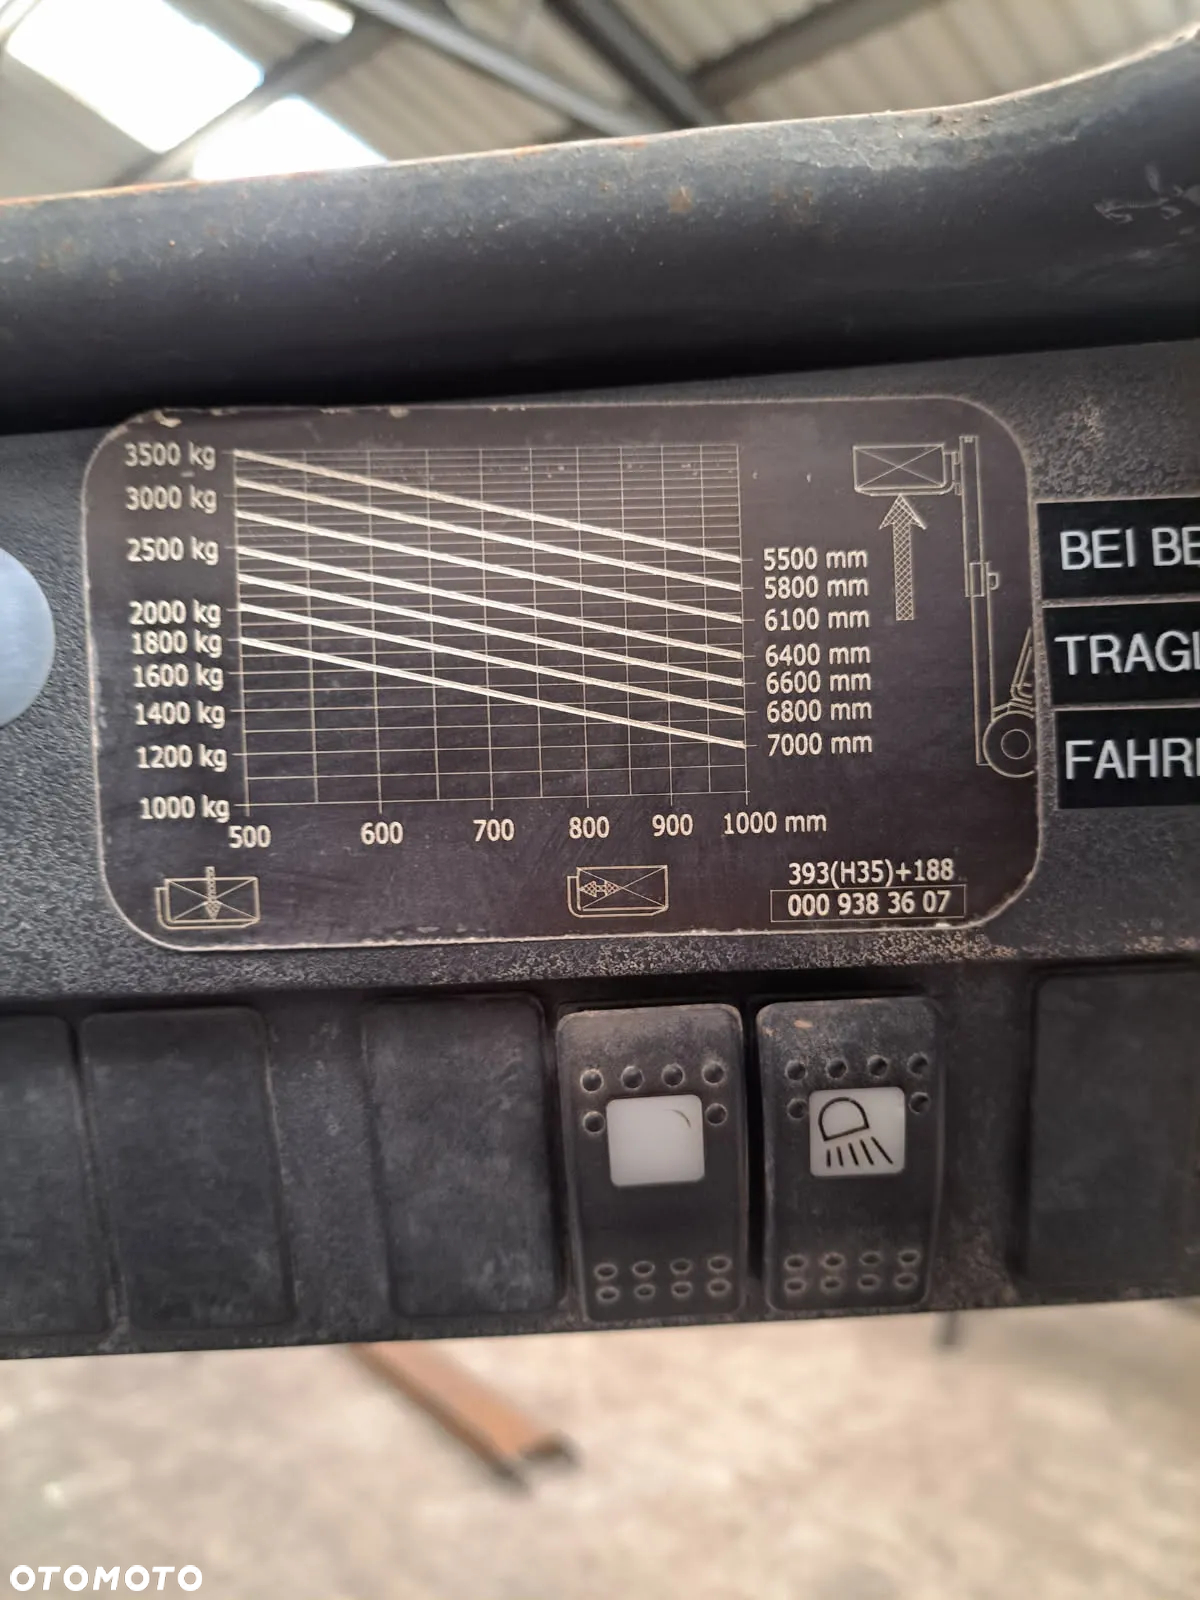 3500 kg
3000 kg
2500 kg
2000 kg
1800 kg
1600 kg
1400 kg
1200 kg
1000 kg
500 600 700 800 900 1000 mm
5500 mm
5800 mm
6100 mm
6400 mm
6600 mm
6800 mm
7000 mm
393(H35)+188
000 938 36 07
BEI BE
TRAG
FAHR
OTOMOTO